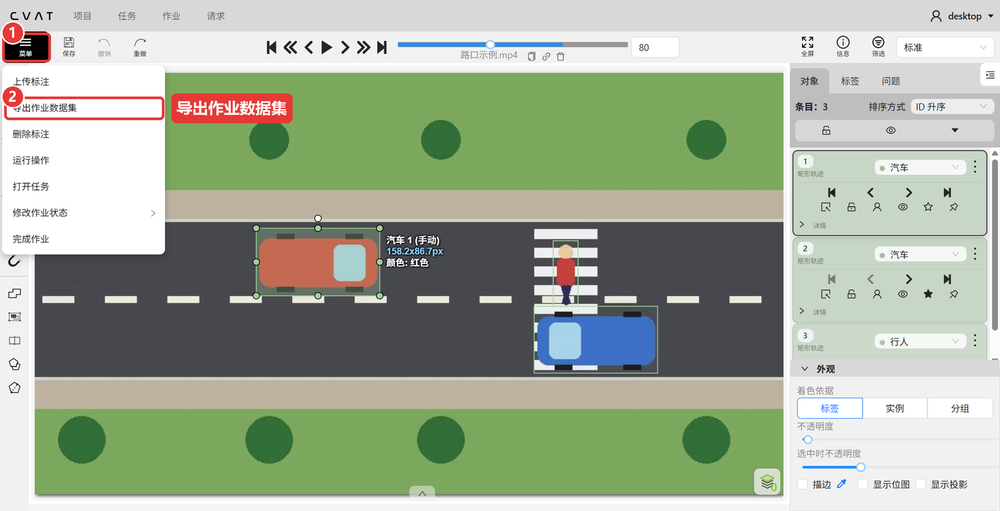 CVAT
项目
任务
作业
请求
desktop
1
菜单
保存
撤销
重做
路口示例.mp4
80
全屏
信息
筛选
标准
上传标注
2
导出作业数据集
导出作业数据集
删除标注
运行操作
打开任务
修改作业状态
完成作业
汽车 1 (手动)
158.2x86.7px
颜色: 红色
0
对象
标签
问题
条目：3
排序方式
ID 升序
1
矩形轨迹
汽车
详情
2
矩形轨迹
汽车
详情
3
矩形轨迹
行人
外观
着色依据
标签
实例
分组
不透明度
选中时不透明度
描边
显示位图
显示投影